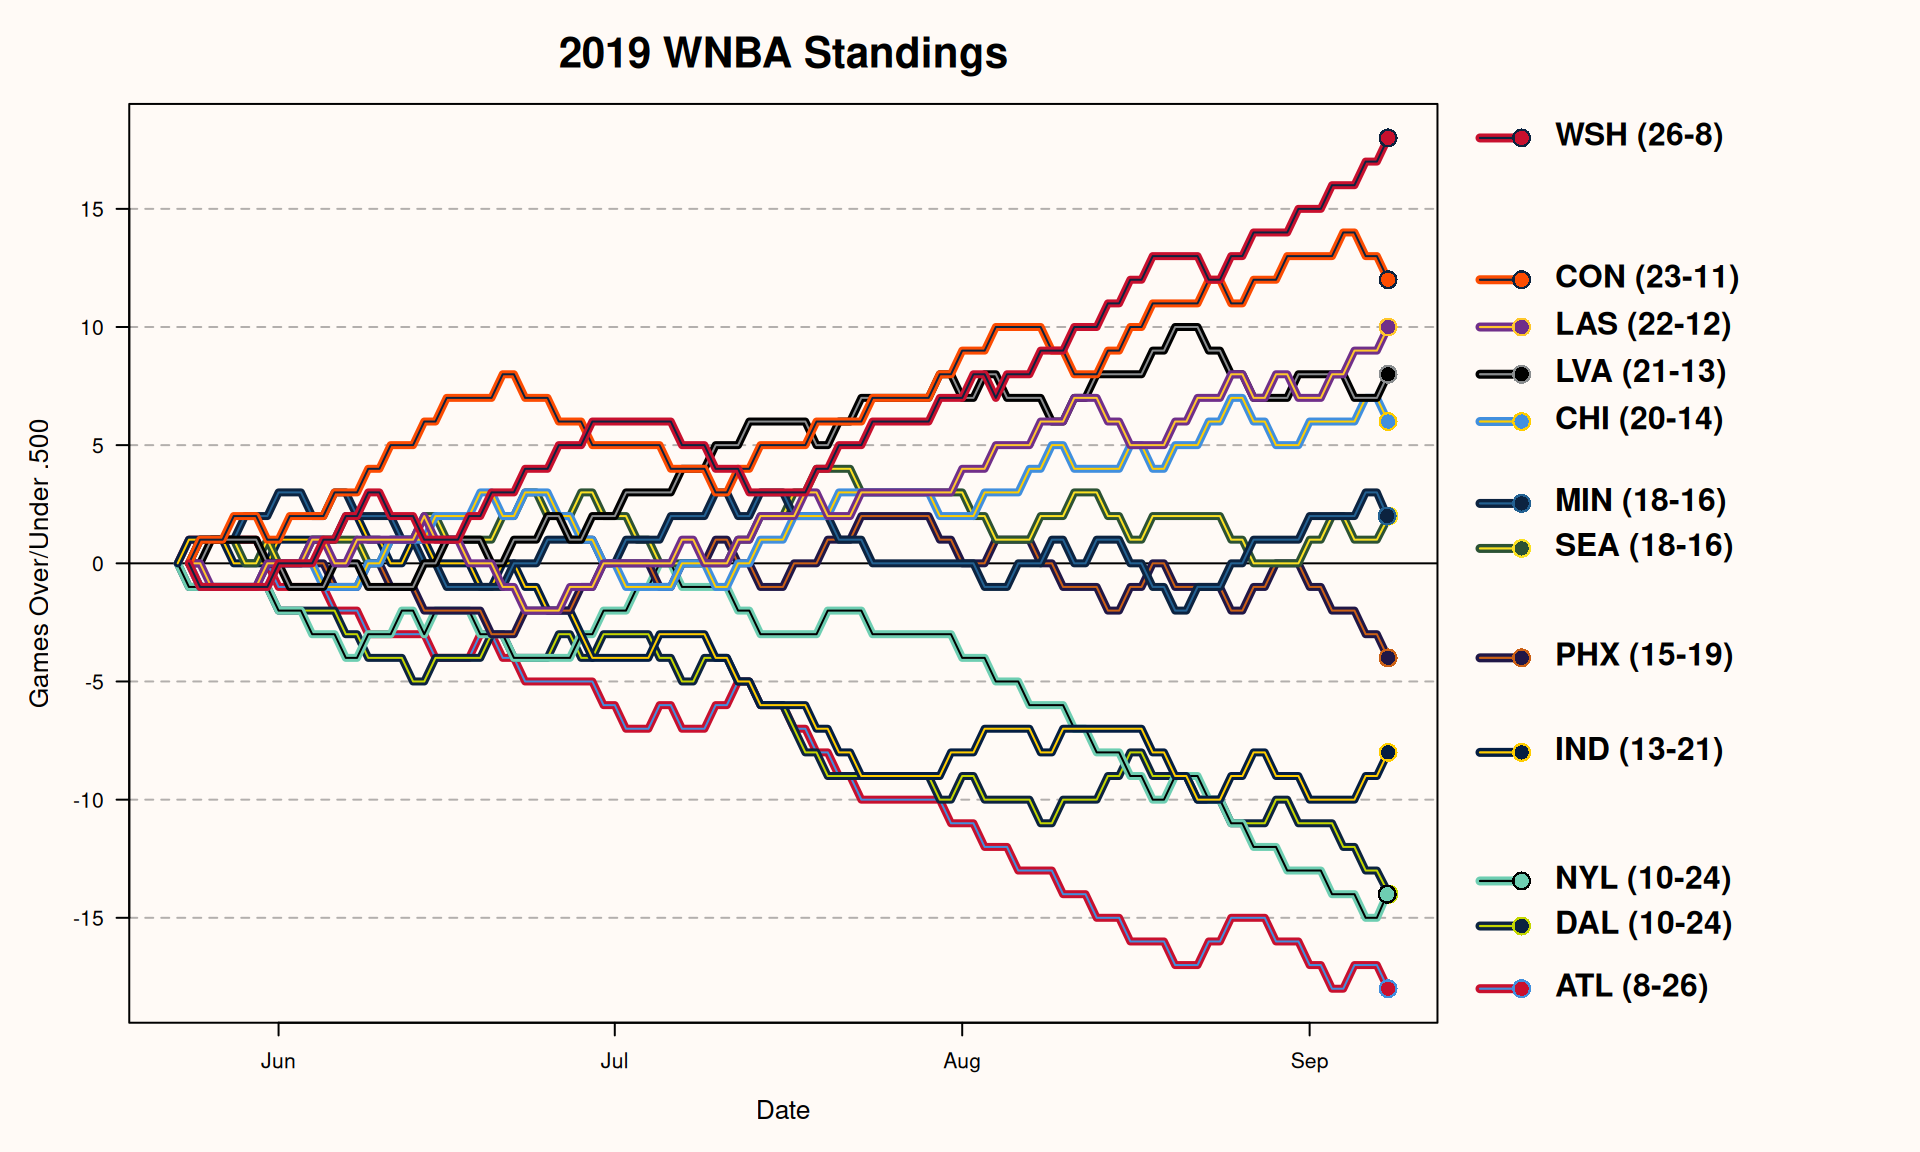 2019 WNBA Standings
WSH (26-8)
CON (23-11)
LAS (22-12)
LVA (21-13)
CHI (20-14)
MIN (18-16)
SEA (18-16)
PHX (15-19)
IND (13-21)
NYL (10-24)
DAL (10-24)
ATL (8-26)
Games Over/Under .500
15
10
5
0
-5
-10
-15
Jun
Jul
Aug
Sep
Date